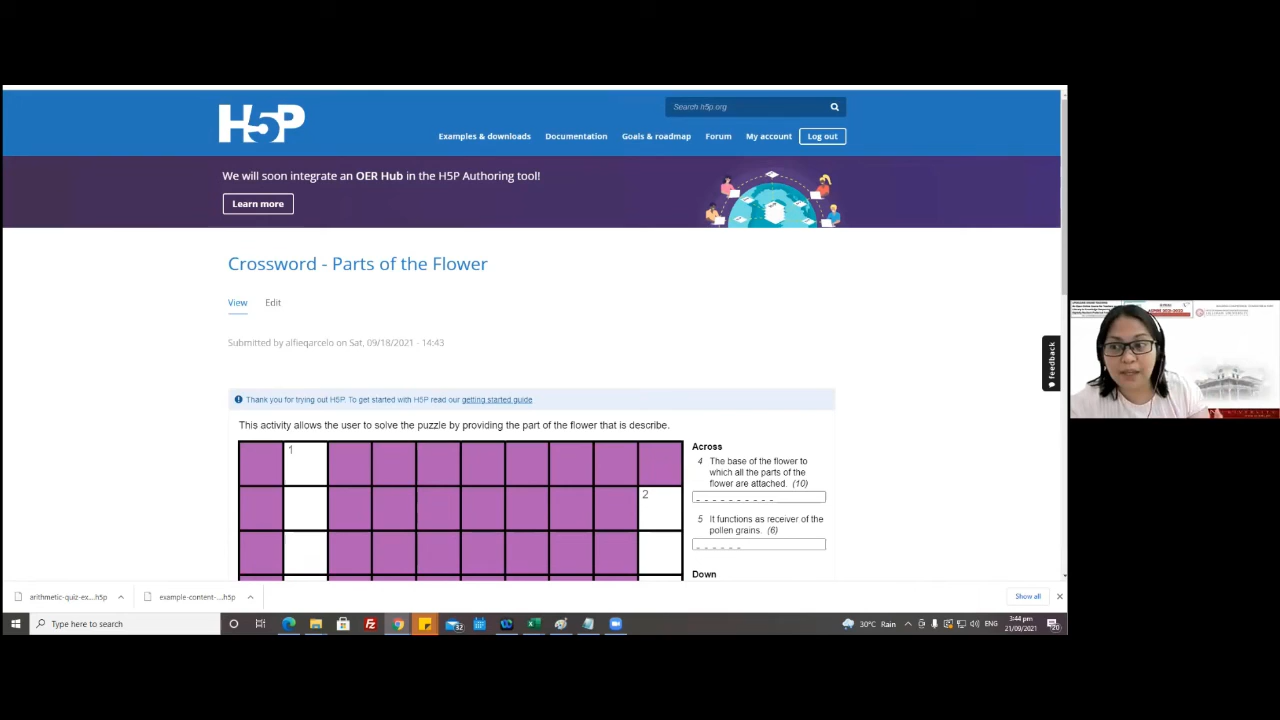 H5P
Search h5p.org
Examples & downloads
Documentation
Goals & roadmap
Forum
My account
Log out
We will soon integrate an OER Hub in the H5P Authoring tool!
Learn more
Crossword - Parts of the Flower
View
Edit
Submitted by alfieqarcelo on Sat, 09/18/2021 - 14:43
feedback
Thank you for trying out H5P. To get started with H5P read our getting started guide
This activity allows the user to solve the puzzle by providing the part of the flower that is describe.
1
2
Across
4 The base of the flower to
which all the parts of the
flower are attached. (10)
_ _ _ _ _ _ _ _ _ _
5 It functions as receiver of the
pollen grains. (6)
_ _ _ _ _ _
Down
arithmetic-quiz-ex....h5p
example-content-....h5p
Show all
Type here to search
32
30°C Rain
ENG
3:44 pm
21/09/2021
20